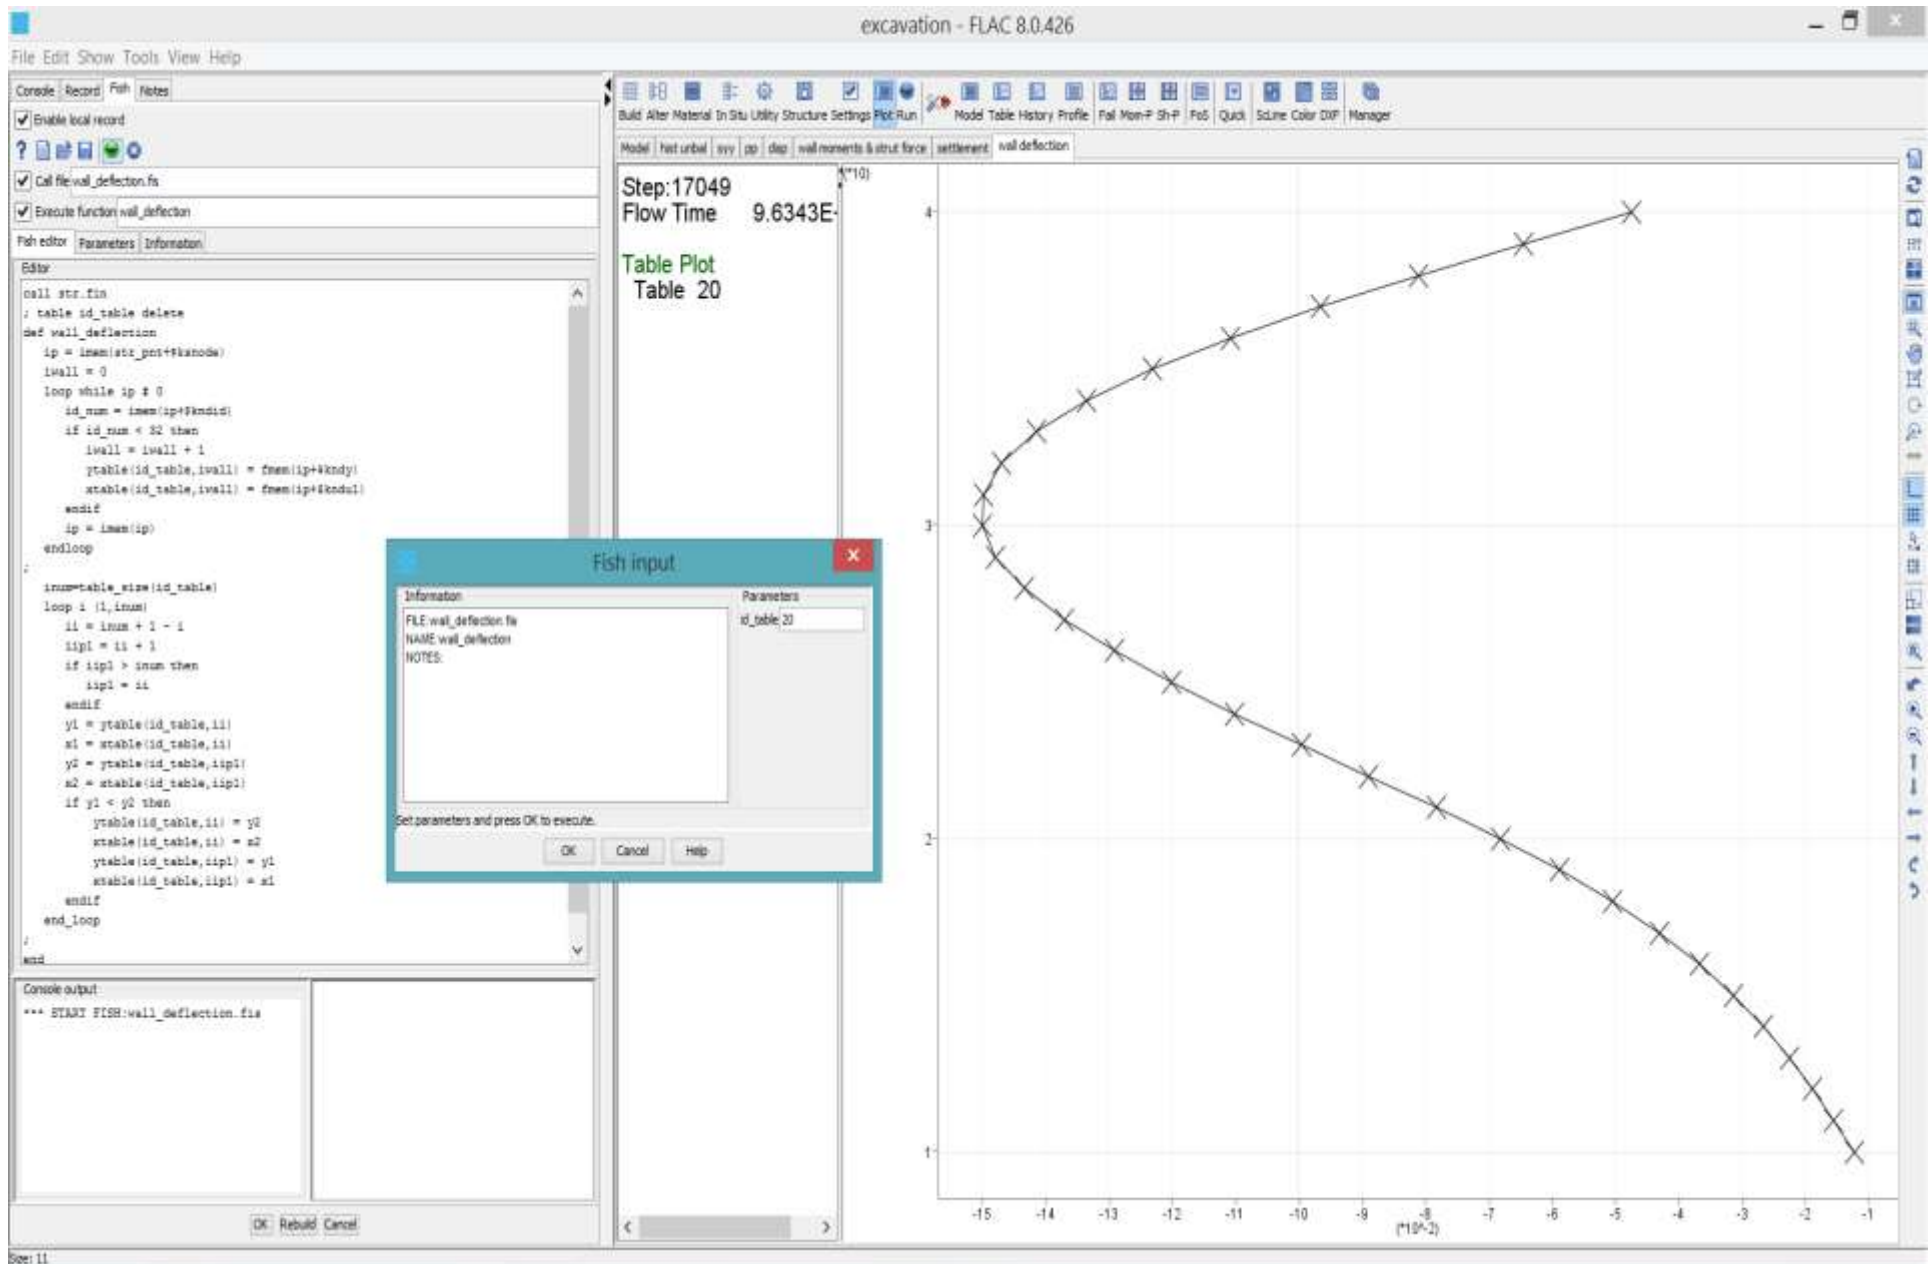 excavation - FLAC 8.0.426
File Edit Show Tools View Help
Console Record Fish Notes
Enable local record
Call file wall_deflection.fis
Execute function wall_deflection
Fish editor Parameters Information
Editor
call str.fin
; table id_table delete
def wall_deflection
ip = imem(str_pnt+$ksnode)
iwall = 0
loop while ip # 0
id_num = imem(ip+$kndid)
if id_num < 32 then
iwall = iwall + 1
ytable(id_table,iwall) = fmem(ip+$kndy)
xtable(id_table,iwall) = fmem(ip+$kndu1)
endif
ip = imem(ip)
endloop
;
inum=table_size(id_table)
loop i (1,inum)
ii = inum + 1 - i
iip1 = ii + 1
if iip1 > inum then
iip1 = ii
endif
y1 = ytable(id_table,ii)
x1 = xtable(id_table,ii)
y2 = ytable(id_table,iip1)
x2 = xtable(id_table,iip1)
if y1 < y2 then
ytable(id_table,ii) = y2
xtable(id_table,ii) = x2
ytable(id_table,iip1) = y1
xtable(id_table,iip1) = x1
endif
end_loop
;
end
Console output
*** START FISH:wall_deflection.fis
OK Rebuild Cancel
Size: 11
Build Alter Material In Situ Utility Structure Settings Plot Run Model Table History Profile Fail Mom-P Sh-P FoS Quick ScLine Color DXF Manager
Model hist unbal syy pp disp wall moments & strut force settlement wall deflection
Step:17049
Flow Time 9.6343E-
Table Plot
Table 20
(*10)
4
3
2
1
-15 -14 -13 -12 -11 -10 -9 -8 -7 -6 -5 -4 -3 -2 -1
(*10^-2)
Fish input
Information
FILE:wall_deflection.fis
NAME:wall_deflection
NOTES:
Parameters
id_table 20
Set parameters and press OK to execute.
OK Cancel Help